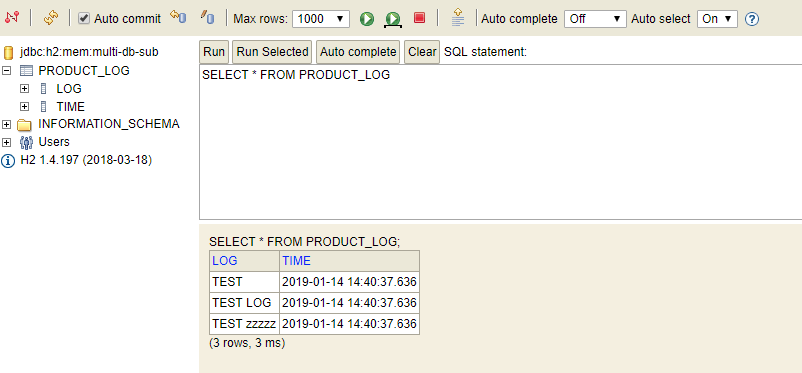 Auto commit Max rows: 1000 Auto complete Off Auto select On
jdbc:h2:mem:multi-db-sub
PRODUCT_LOG
LOG
TIME
INFORMATION_SCHEMA
Users
H2 1.4.197 (2018-03-18)
Run Run Selected Auto complete Clear SQL statement:
SELECT * FROM PRODUCT_LOG
SELECT * FROM PRODUCT_LOG;
LOG TIME
TEST 2019-01-14 14:40:37.636
TEST LOG 2019-01-14 14:40:37.636
TEST zzzzz 2019-01-14 14:40:37.636
(3 rows, 3 ms)